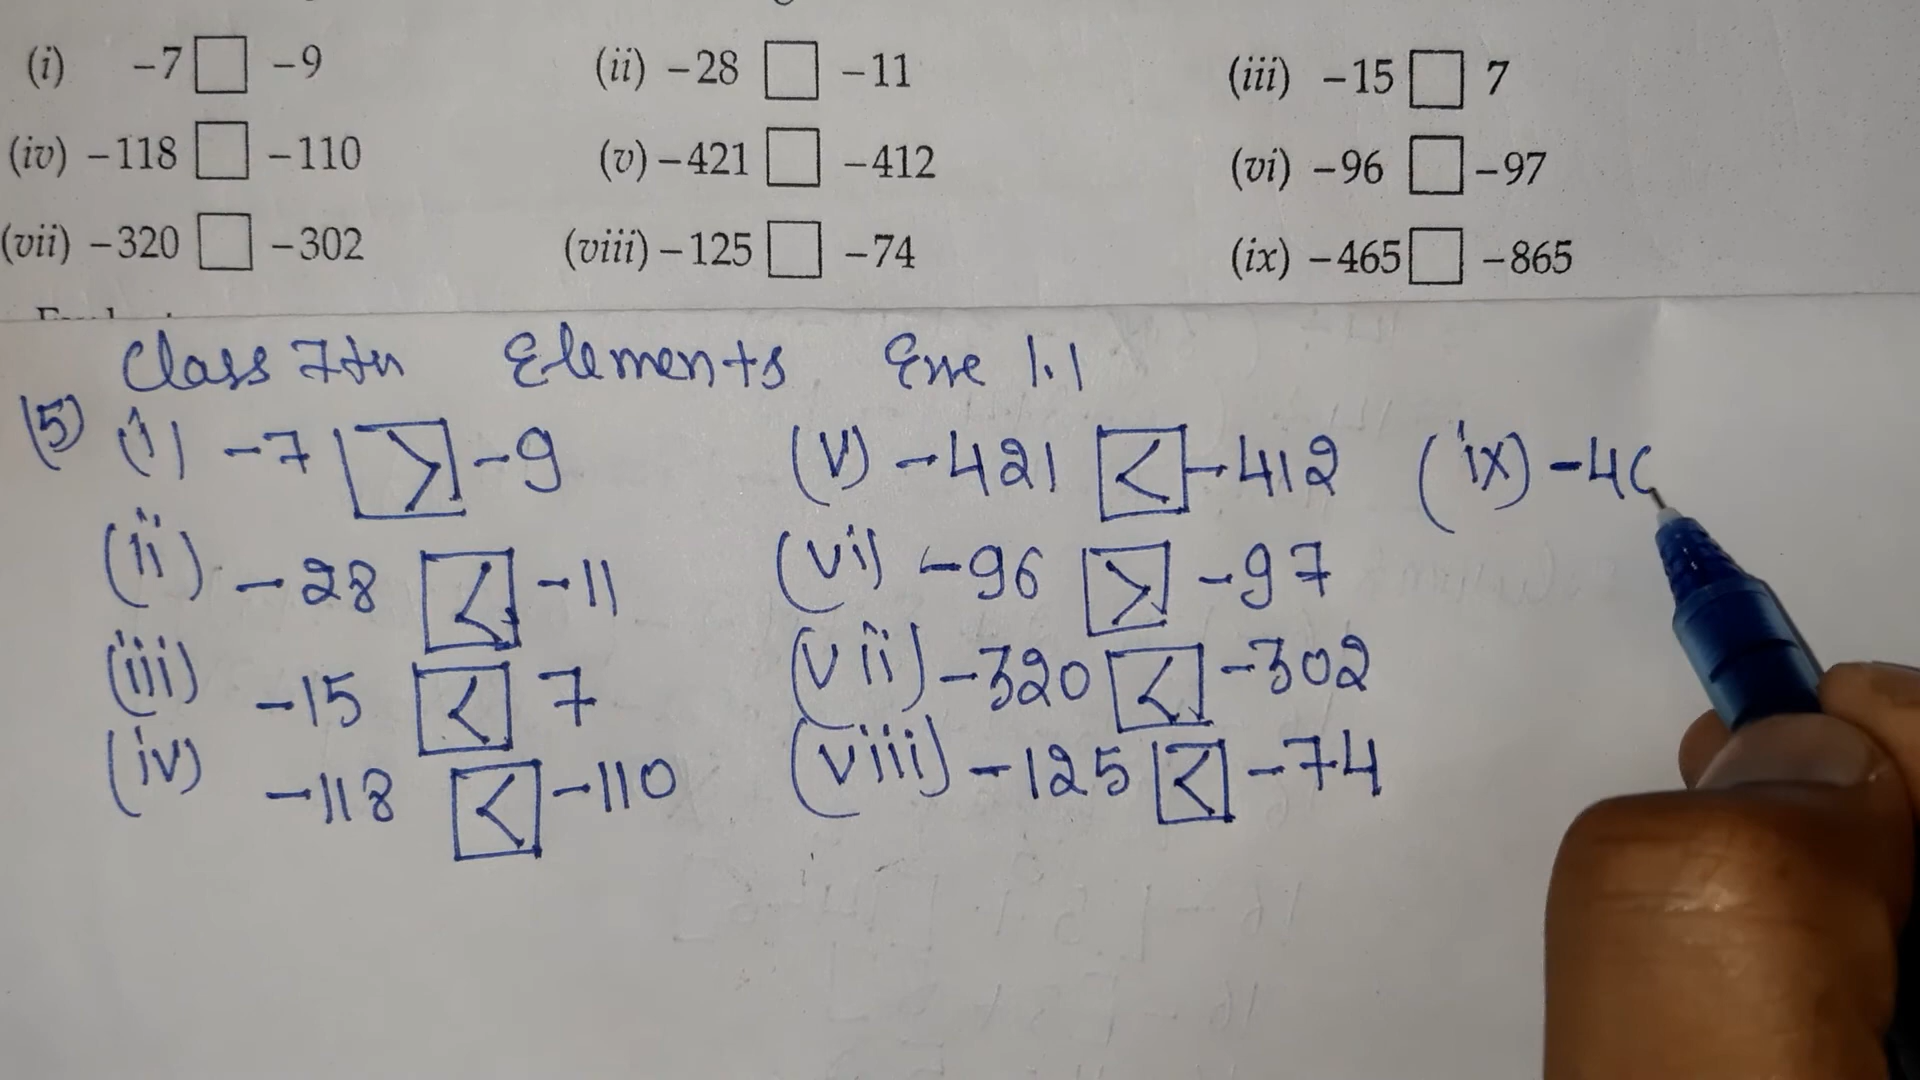 (i) -7 □ -9 (ii) -28 □ -11 (iii) -15 □ 7
(iv) -118 □ -110 (v) -421 □ -412 (vi) -96 □ -97
(vii) -320 □ -302 (viii) -125 □ -74 (ix) -465 □ -865
Class 7th Elements Exe 1.1
(5) (i) -7 > -9
(ii) -28 < -11
(iii) -15 < 7
(iv) -118 < -110
(v) -421 < -412
(vi) -96 > -97
(vii) -320 < -302
(viii) -125 < -74
(ix) -4